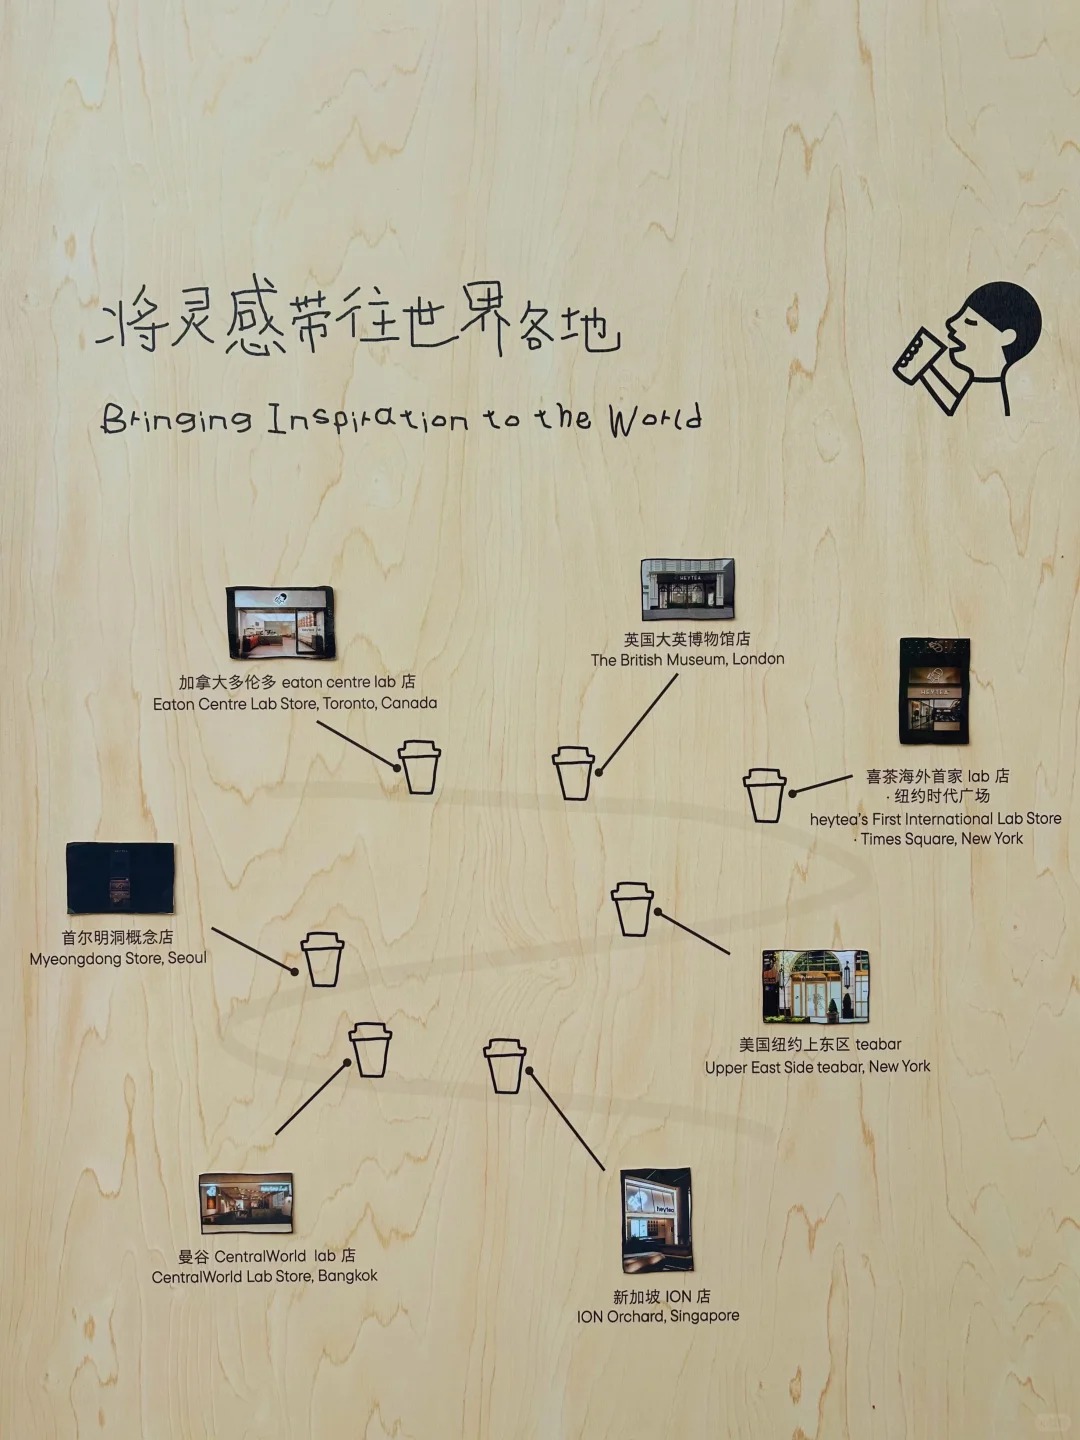 将灵感带往世界各地
Bringing Inspiration to the World
HEYTEA
英国大英博物馆店
The British Museum, London
加拿大多伦多 eaton centre lab 店
Eaton Centre Lab Store, Toronto, Canada
HEYTEA
喜茶海外首家 lab 店
· 纽约时代广场
heytea's First International Lab Store
· Times Square, New York
首尔明洞概念店
Myeongdong Store, Seoul
美国纽约上东区 teabar
Upper East Side teabar, New York
heytea
曼谷 CentralWorld lab 店
CentralWorld Lab Store, Bangkok
新加坡 ION 店
ION Orchard, Singapore